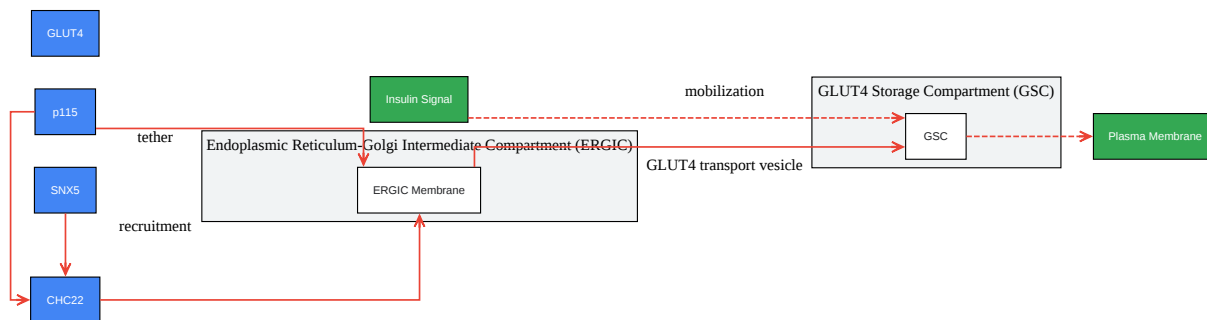 GLUT4
Insulin Signal
mobilization
GLUT4 Storage Compartment (GSC)
p115
tether
GSC
Plasma Membrane
Endoplasmic Reticulum-Golgi Intermediate Compartment (ERGIC)
GLUT4 transport vesicle
SNX5
ERGIC Membrane
recruitment
CHC22